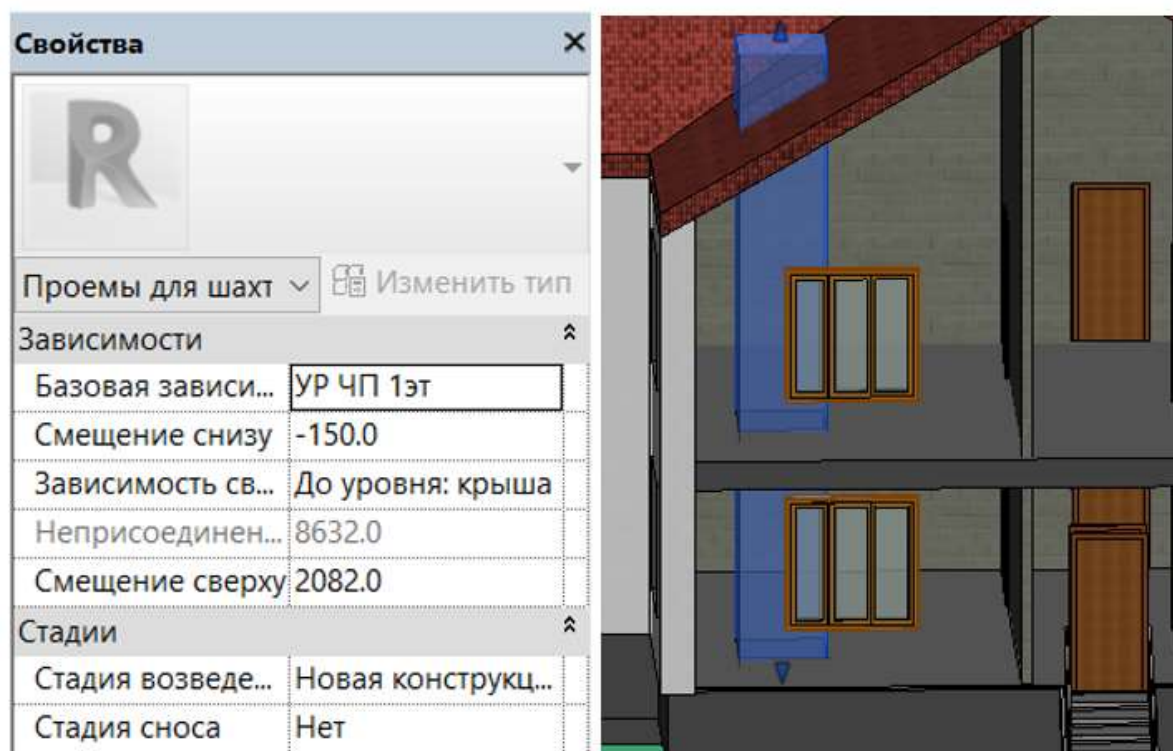 Свойства
R
Проемы для шахт Изменить тип
Зависимости
Базовая зависи... УР ЧП 1эт
Смещение снизу -150.0
Зависимость св... До уровня: крыша
Неприсоединен... 8632.0
Смещение сверху 2082.0
Стадии
Стадия возведе... Новая конструкц...
Стадия сноса Нет